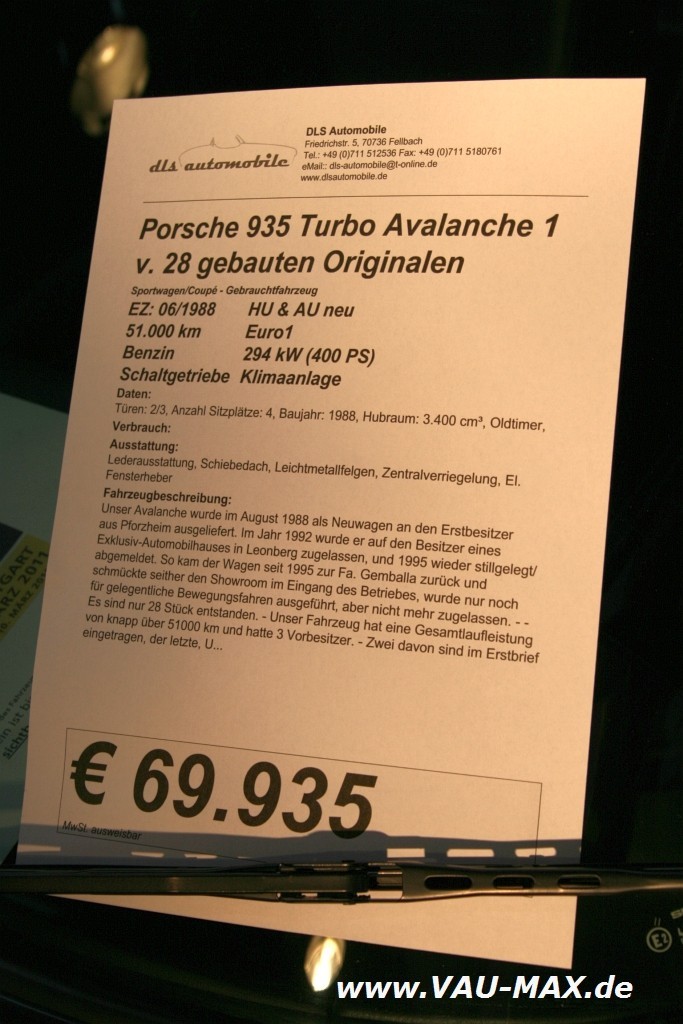 DLS Automobile
Friedrichstr. 5, 70736 Fellbach
Tel.: +49 (0)711 512536 Fax: +49 (0)711 5180761
eMail:: dls-automobile@t-online.de
www.dlsautomobile.de
dls automobile
Porsche 935 Turbo Avalanche 1
v. 28 gebauten Originalen
Sportwagen/Coupé - Gebrauchtfahrzeug
EZ: 06/1988 HU & AU neu
51.000 km Euro1
Benzin 294 kW (400 PS)
Schaltgetriebe Klimaanlage
Daten:
Türen: 2/3, Anzahl Sitzplätze: 4, Baujahr: 1988, Hubraum: 3.400 cm³, Oldtimer,
Verbrauch:
Ausstattung:
Lederausstattung, Schiebedach, Leichtmetallfelgen, Zentralverriegelung, El.
Fensterheber
Fahrzeugbeschreibung:
Unser Avalanche wurde im August 1988 als Neuwagen an den Erstbesitzer
aus Pforzheim ausgeliefert. Im Jahr 1992 wurde er auf den Besitzer eines
Exklusiv-Automobilhauses in Leonberg zugelassen, und 1995 wieder stillgelegt/
abgemeldet. So kam der Wagen seit 1995 zur Fa. Gemballa zurück und
schmückte seither den Showroom im Eingang des Betriebes, wurde nur noch
für gelegentliche Bewegungsfahren ausgeführt, aber nicht mehr zugelassen. - -
Es sind nur 28 Stück entstanden. - Unser Fahrzeug hat eine Gesamtlaufleistung
von knapp über 51000 km und hatte 3 Vorbesitzer. - Zwei davon sind im Erstbrief
eingetragen, der letzte, U...
€ 69.935
MwSt. ausweisbar
MÄRZ 2011
E2
www.VAU-MAX.de